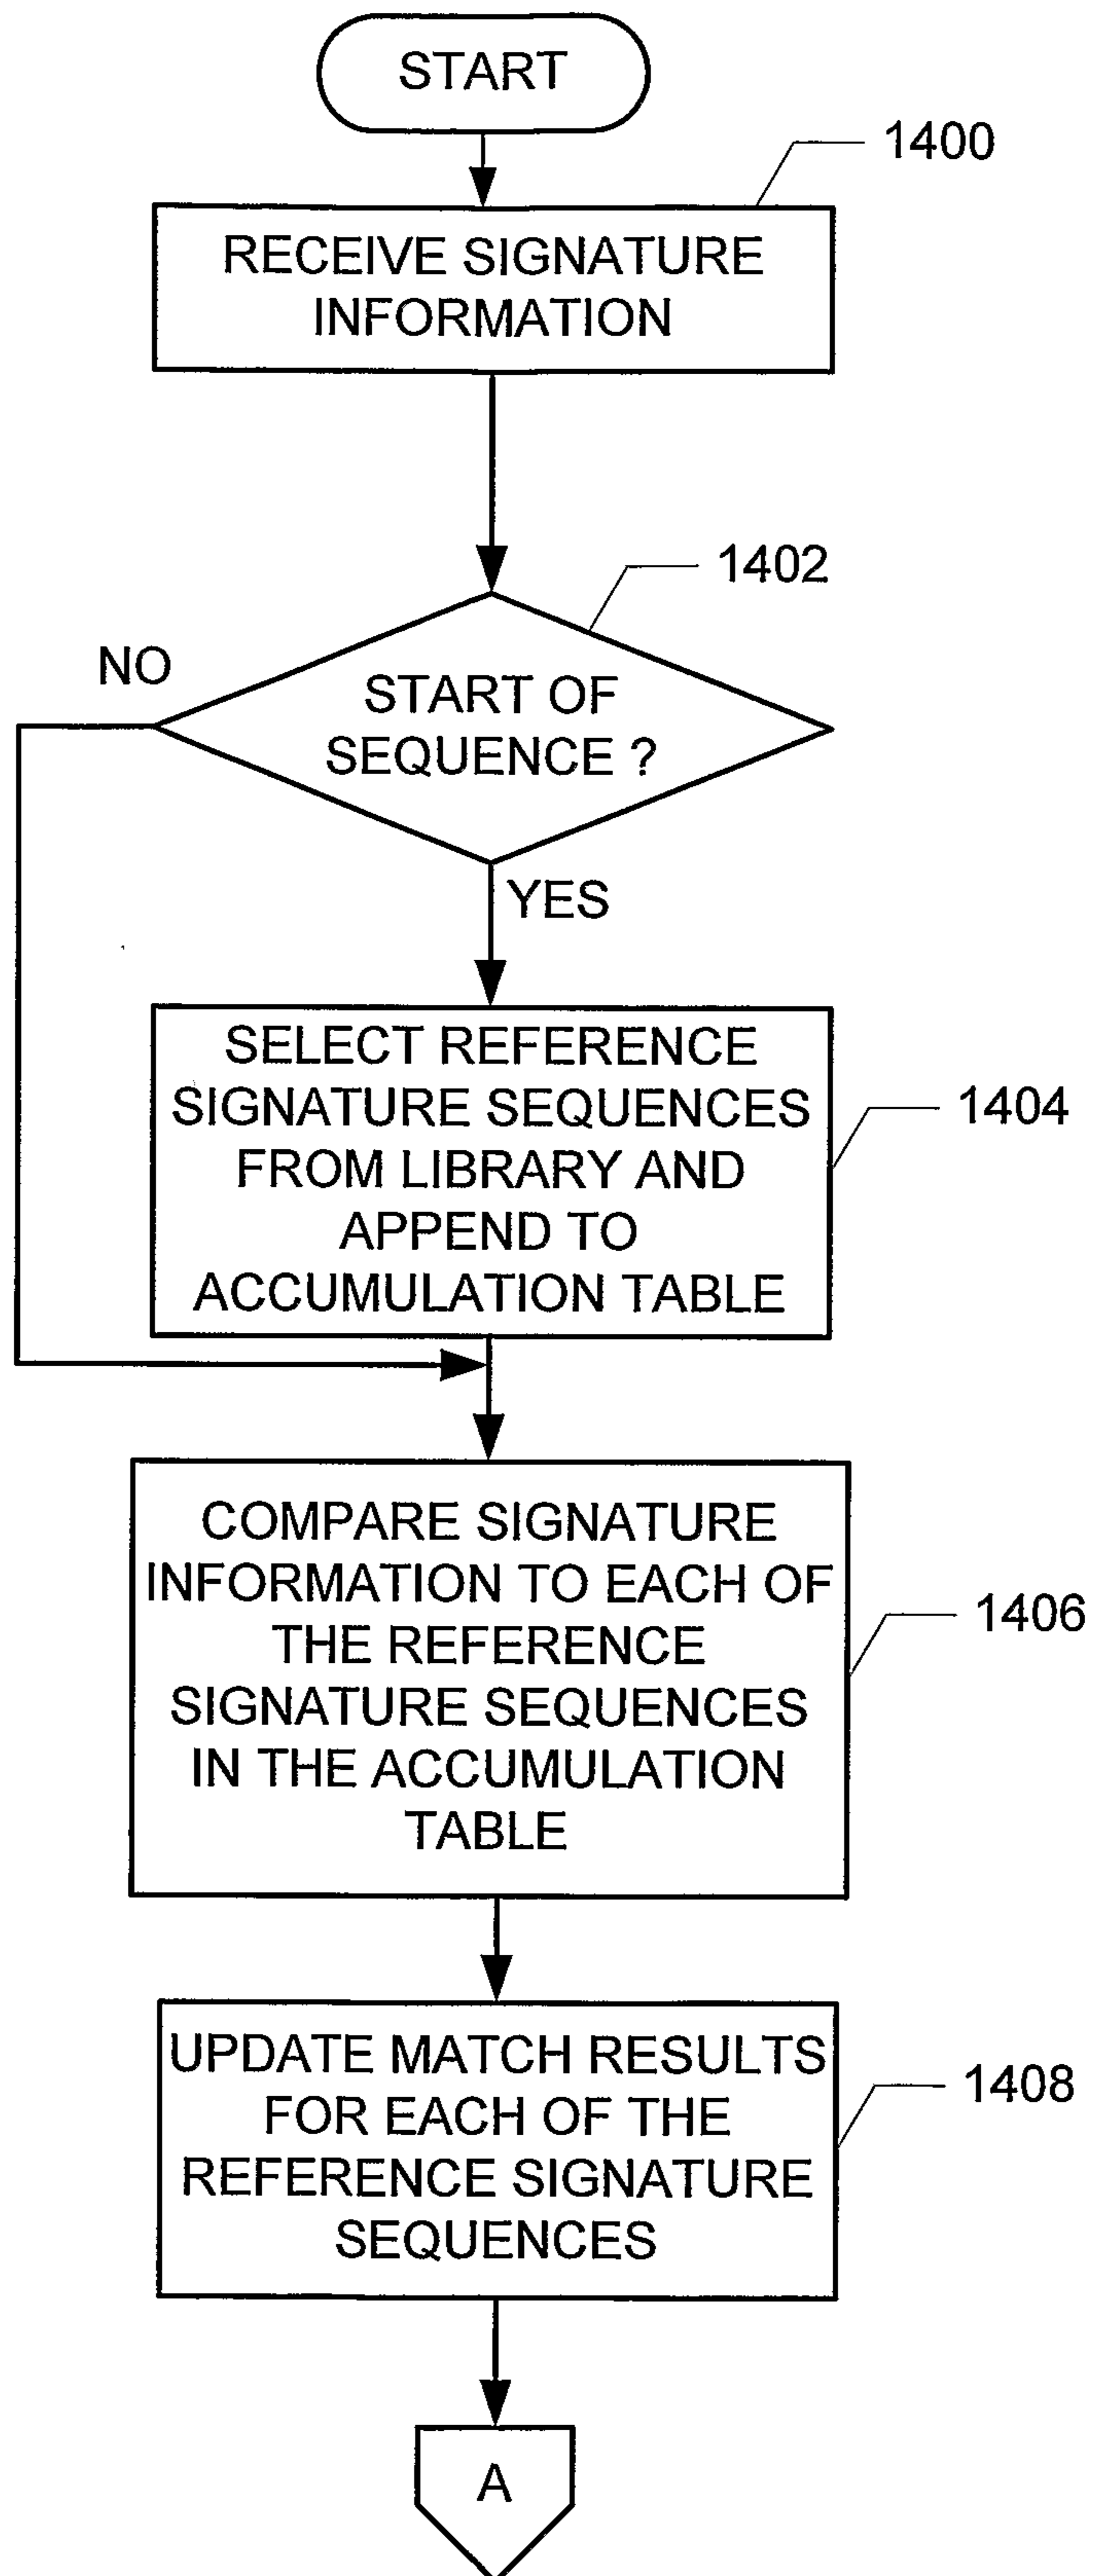 START
1400
RECEIVE SIGNATURE
INFORMATION
1402
NO
START OF
SEQUENCE ?
YES
SELECT REFERENCE
SIGNATURE SEQUENCES
FROM LIBRARY AND
APPEND TO
ACCUMULATION TABLE
1404
COMPARE SIGNATURE
INFORMATION TO EACH OF
THE REFERENCE
SIGNATURE SEQUENCES
IN THE ACCUMULATION
TABLE
1406
UPDATE MATCH RESULTS
FOR EACH OF THE
REFERENCE SIGNATURE
SEQUENCES
1408
A